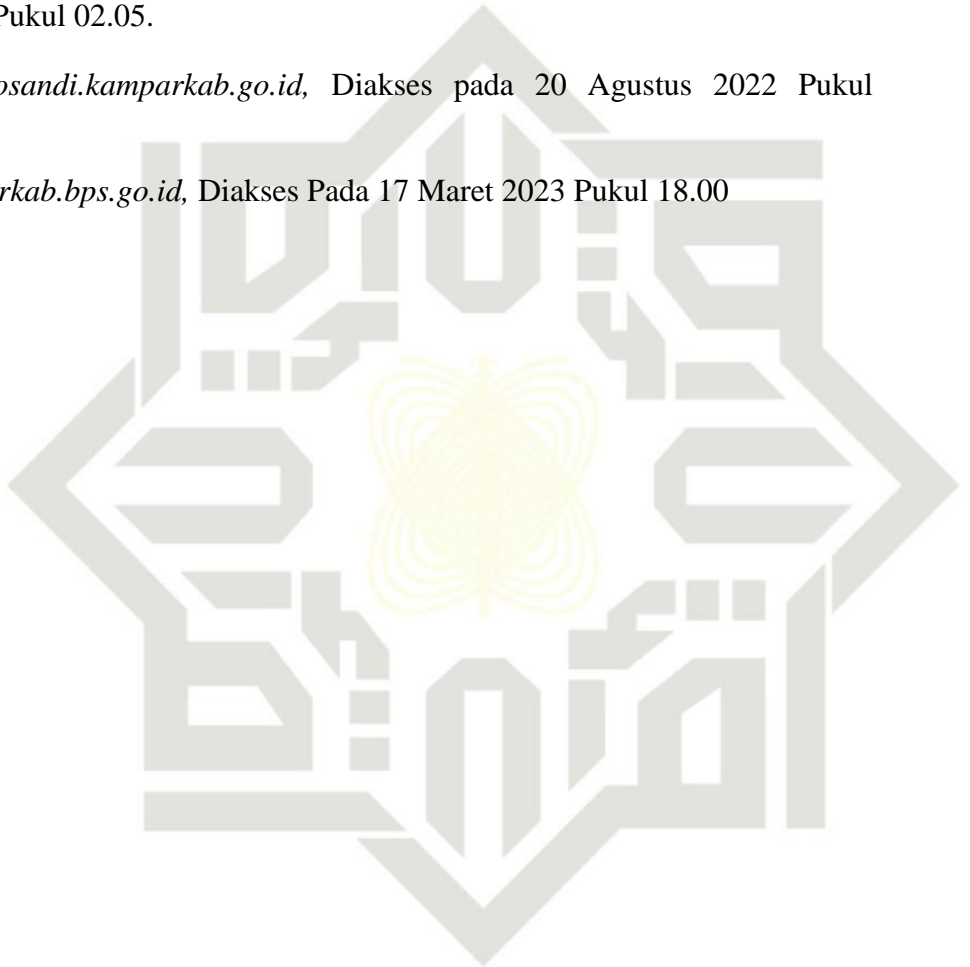 Pukul 02.05.
osandi.kamparkab.go.id, Diakses pada 20 Agustus 2022 Pukul
rkab.bps.go.id, Diakses Pada 17 Maret 2023 Pukul 18.00